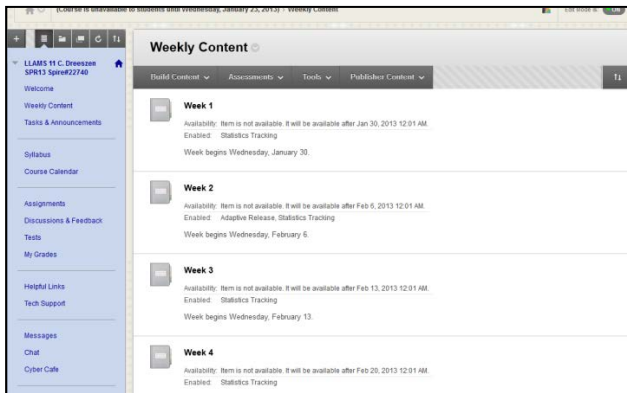 (Course is unavailable to students until Wednesday, January 23, 2013) > Weekly Content
Edit Mode is: ON
LLAMS 11 C. Dreeszen
SPR13 Spire#22740
Welcome
Weekly Content
Tasks & Announcements
Syllabus
Course Calendar
Assignments
Discussions & Feedback
Tests
My Grades
Helpful Links
Tech Support
Messages
Chat
Cyber Cafe
Weekly Content
Build Content
Assessments
Tools
Publisher Content
Week 1
Availability: Item is not available. It will be available after Jan 30, 2013 12:01 AM.
Enabled: Statistics Tracking
Week begins Wednesday, January 30.
Week 2
Availability: Item is not available. It will be available after Feb 6, 2013 12:01 AM.
Enabled: Adaptive Release, Statistics Tracking
Week begins Wednesday, February 6.
Week 3
Availability: Item is not available. It will be available after Feb 13, 2013 12:01 AM.
Enabled: Statistics Tracking
Week begins Wednesday, February 13.
Week 4
Availability: Item is not available. It will be available after Feb 20, 2013 12:01 AM.
Enabled: Statistics Tracking